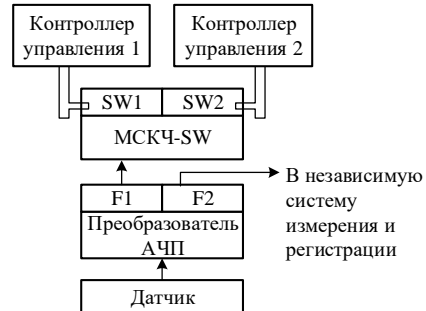 Контроллер
управления 1
Контроллер
управления 2
SW1
SW2
МСКЧ-SW
F1
F2
Преобразователь
АЧП
Датчик
В независимую
систему
измерения и
регистрации